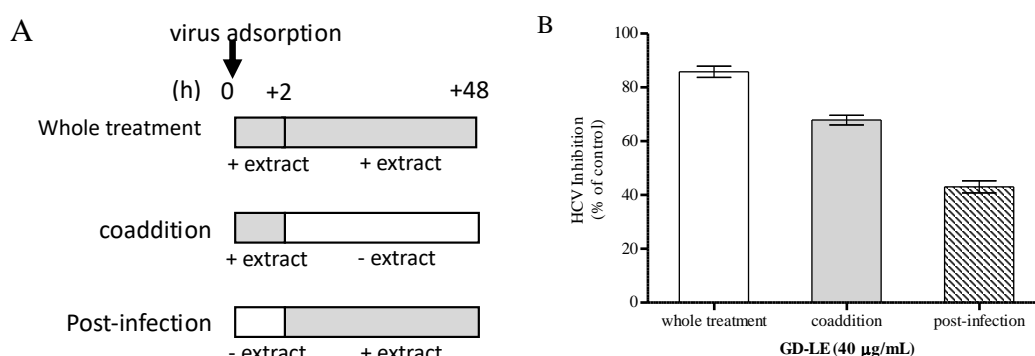 A
virus adsorption
(h) 0 +2 +48
Whole treatment
+ extract + extract
coaddition
+ extract - extract
Post-infection
- extract + extract
B
HCV Inhibition
(% of control)
100
80
60
40
20
0
whole treatment coaddition post-infection
GD-LE (40 µg/mL)